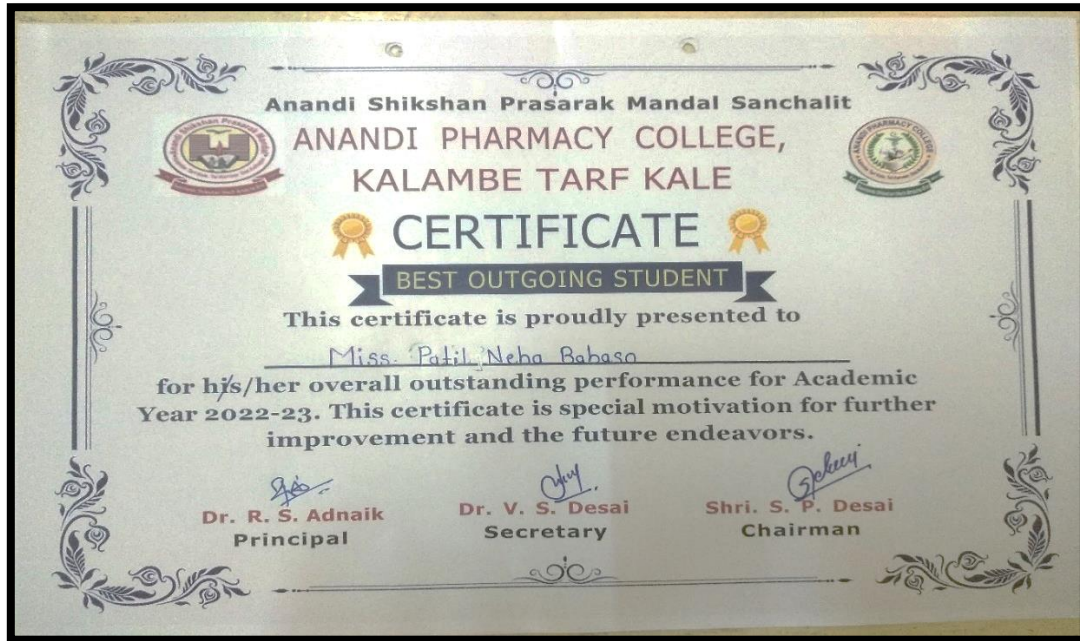 Anandi Shikshan Prasarak Mandal Sanchalit
ANANDI PHARMACY COLLEGE,
KALAMBE TARF KALE
CERTIFICATE
BEST OUTGOING STUDENT
This certificate is proudly presented to
Miss. Patil Neha Babaso
for his/her overall outstanding performance for Academic
Year 2022-23. This certificate is special motivation for further
improvement and the future endeavors.
Dr. R. S. Adnaik
Principal
Dr. V. S. Desai
Secretary
Shri. S. P. Desai
Chairman